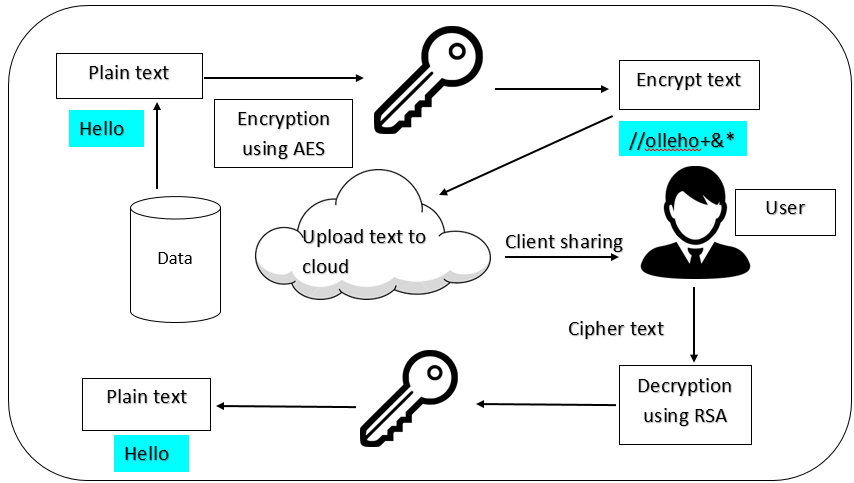 Plain text
Hello
Encryption
using AES
Encrypt text
//olleho+&*
User
Data
Upload text to
cloud
Client sharing
Cipher text
Decryption
using RSA
Plain text
Hello